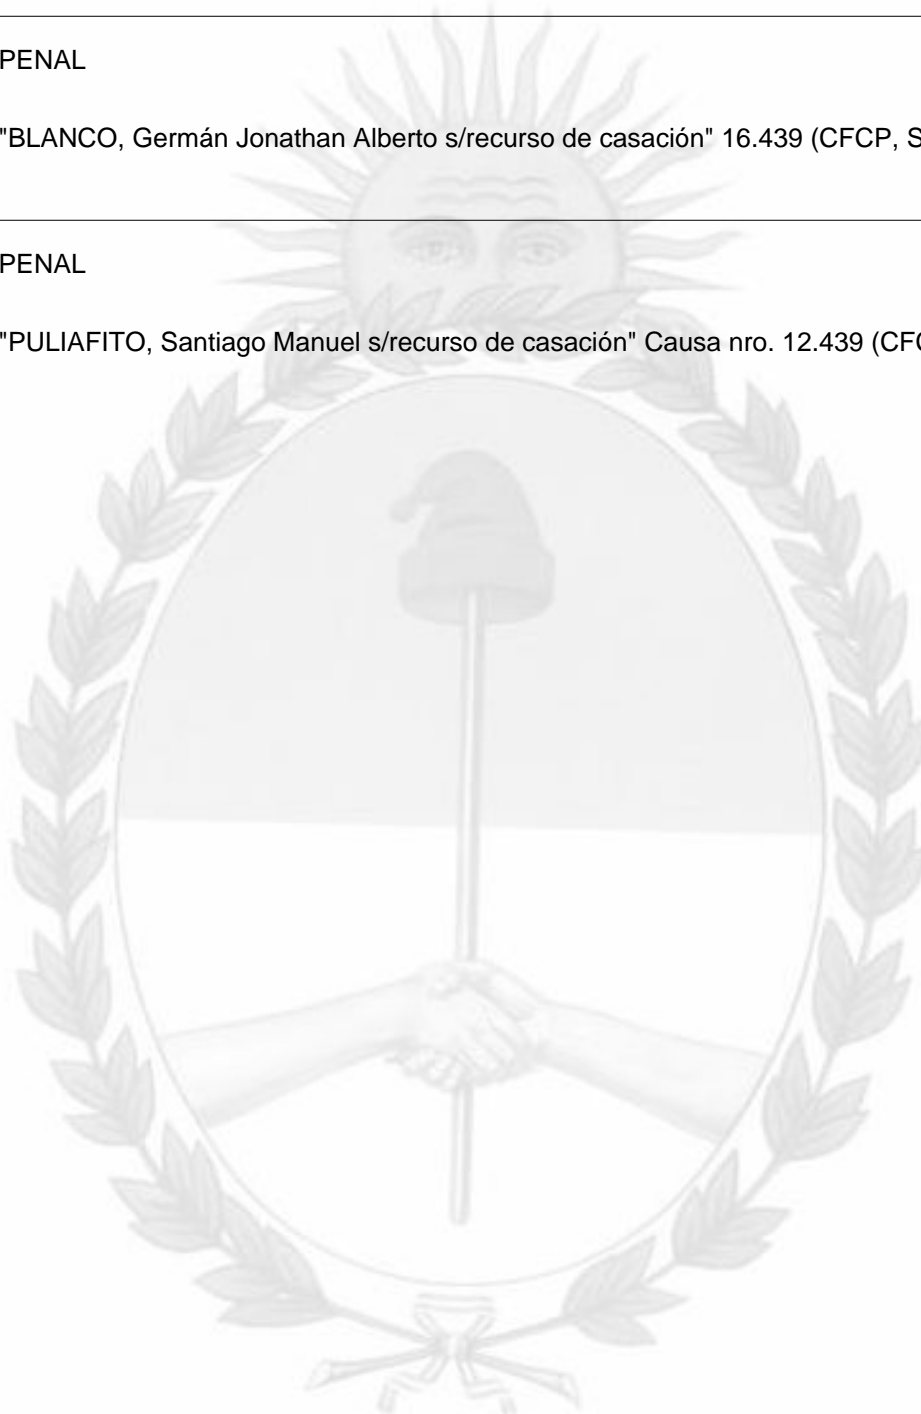 PENAL
"BLANCO, Germán Jonathan Alberto s/recurso de casación" 16.439 (CFCP, S
PENAL
"PULIAFITO, Santiago Manuel s/recurso de casación" Causa nro. 12.439 (CFC